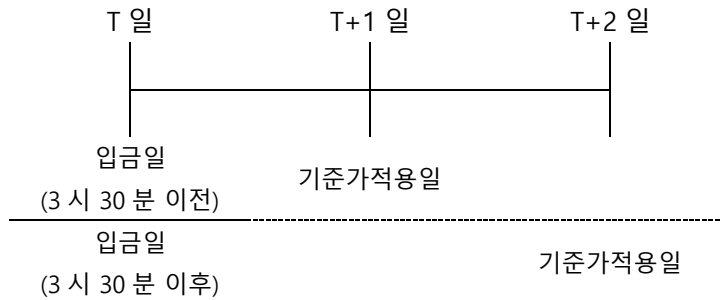 T 일 T+1 일 T+2 일
입금일
(3 시 30 분 이전)
기준가적용일
입금일
(3 시 30 분 이후)
기준가적용일